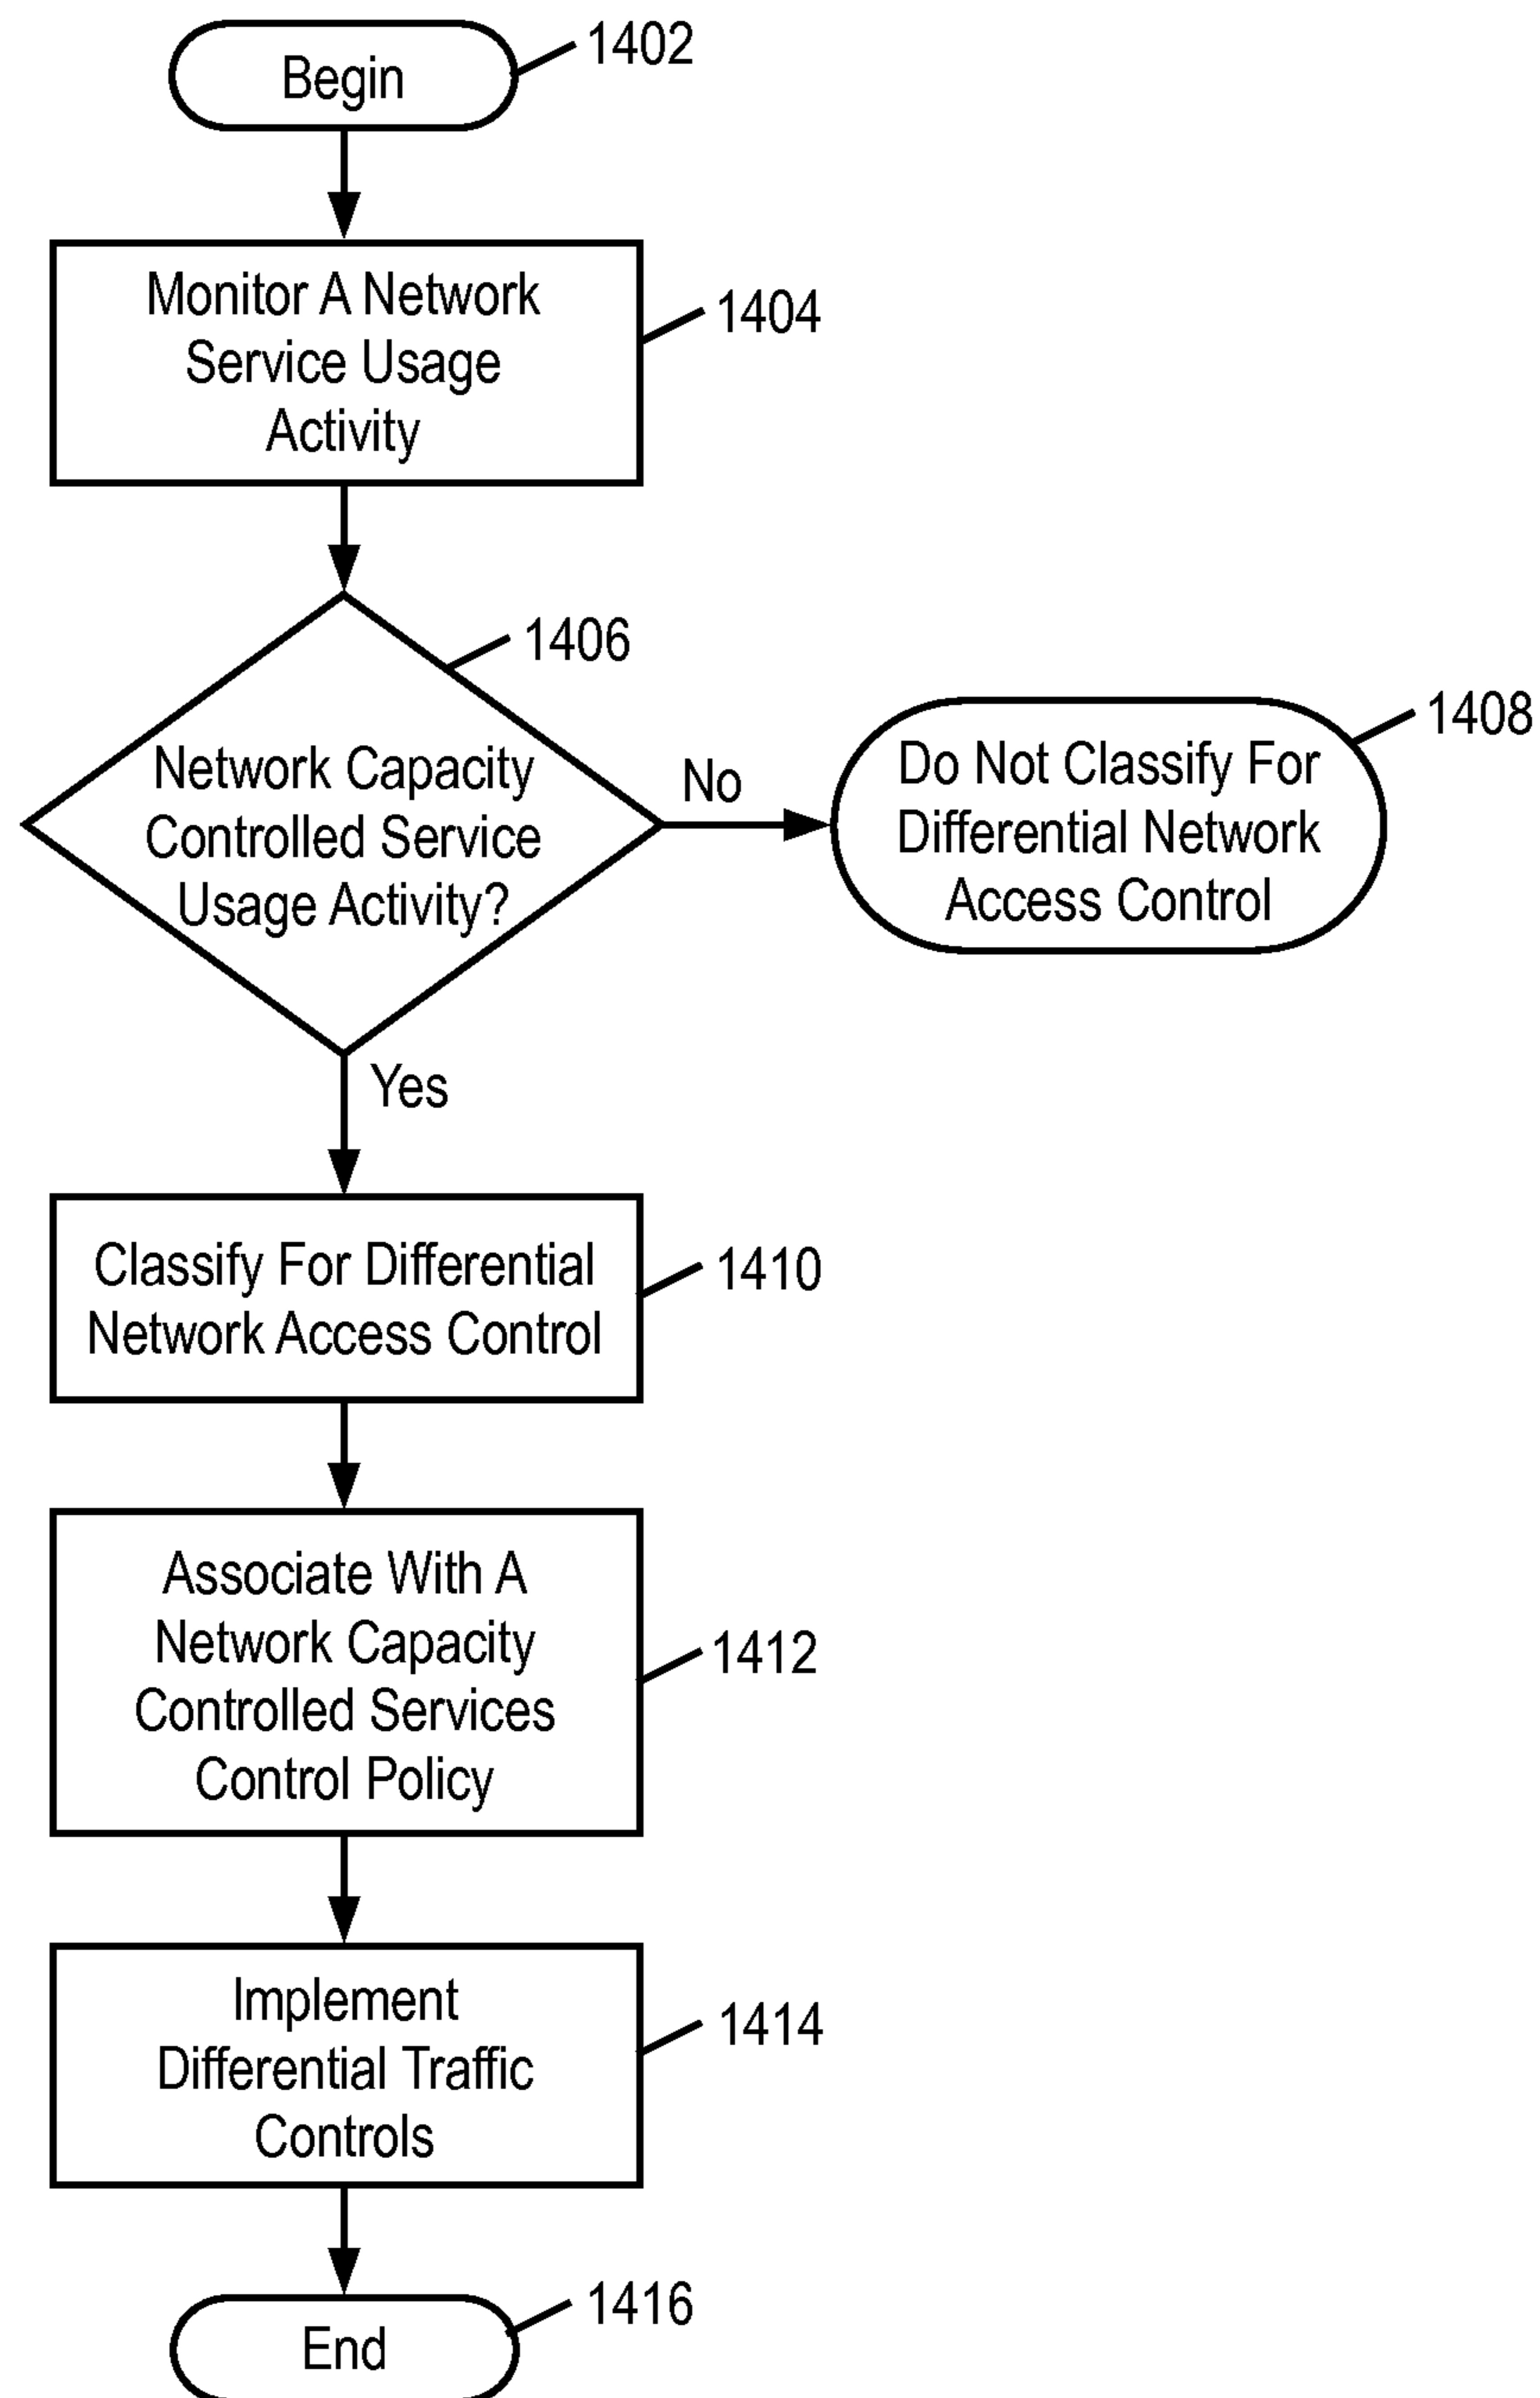 Begin
1402
Monitor A Network
Service Usage
Activity
1404
1406
Network Capacity
Controlled Service
Usage Activity?
No
Do Not Classify For
Differential Network
Access Control
1408
Yes
Classify For Differential
Network Access Control
1410
Associate With A
Network Capacity
Controlled Services
Control Policy
1412
Implement
Differential Traffic
Controls
1414
End
1416